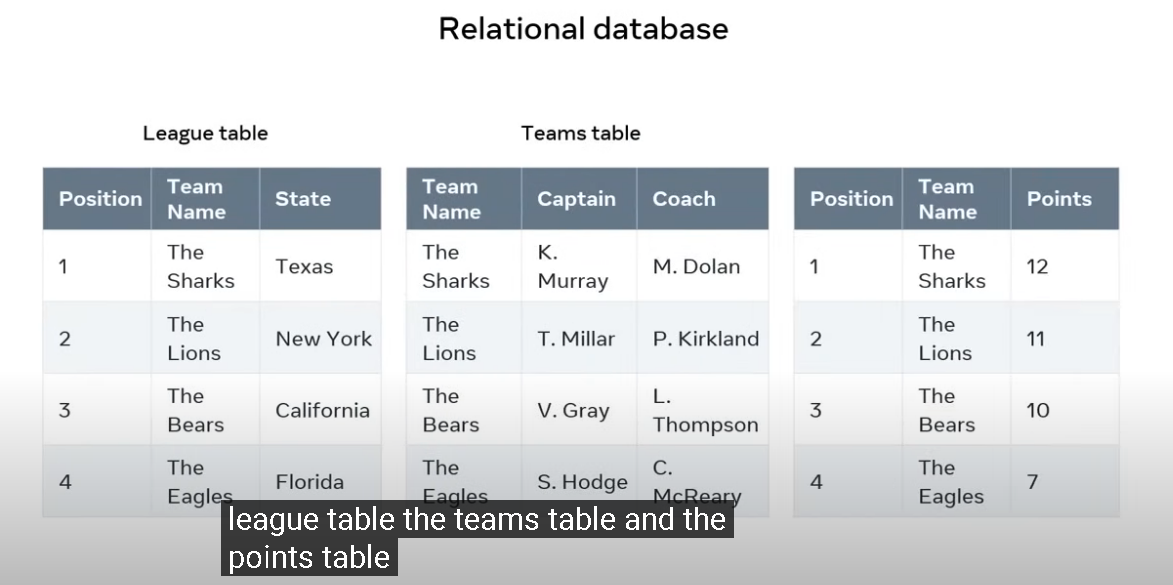 Relational database
League table
Position Team Name State
1 The Sharks Texas
2 The Lions New York
3 The Bears California
4 The Eagles Florida
Teams table
Team Name Captain Coach
The Sharks K. Murray M. Dolan
The Lions T. Millar P. Kirkland
The Bears V. Gray L. Thompson
The Eagles S. Hodge C. McReary
Position Team Name Points
1 The Sharks 12
2 The Lions 11
3 The Bears 10
4 The Eagles 7
league table the teams table and the
points table